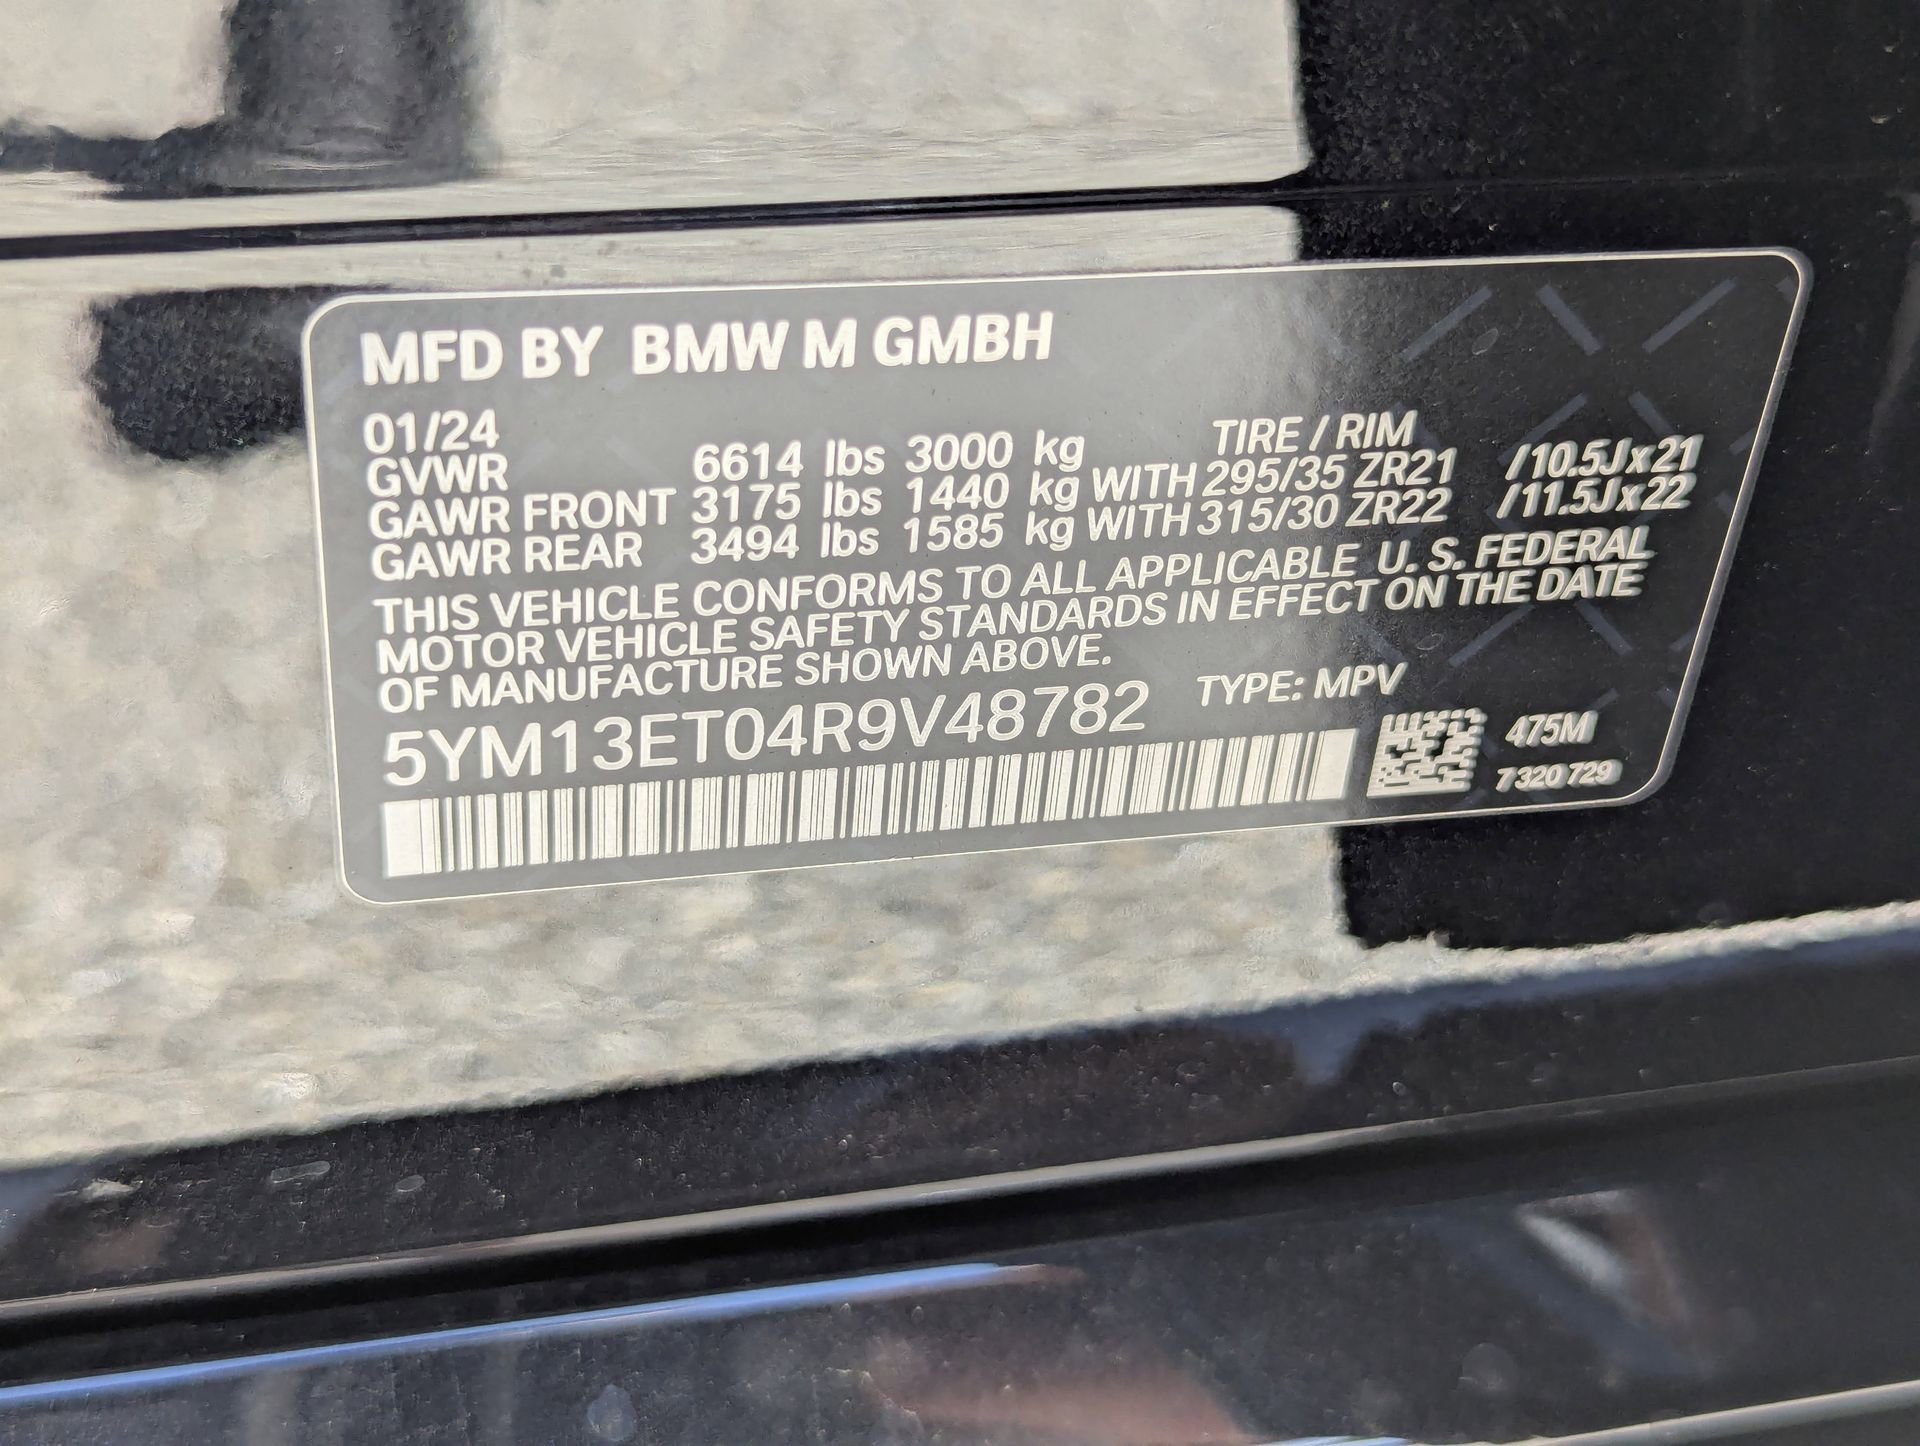 MFD BY BMW M GMBH
01/24 TIRE / RIM
GVWR 6614 lbs 3000 kg
GAWR FRONT 3175 lbs 1440 kg WITH 295/35 ZR21 /10.5Jx21
GAWR REAR 3494 lbs 1585 kg WITH 315/30 ZR22 /11.5Jx22
THIS VEHICLE CONFORMS TO ALL APPLICABLE U. S. FEDERAL
MOTOR VEHICLE SAFETY STANDARDS IN EFFECT ON THE DATE
OF MANUFACTURE SHOWN ABOVE.
5YM13ET04R9V48782 TYPE: MPV
475M
7 320 729